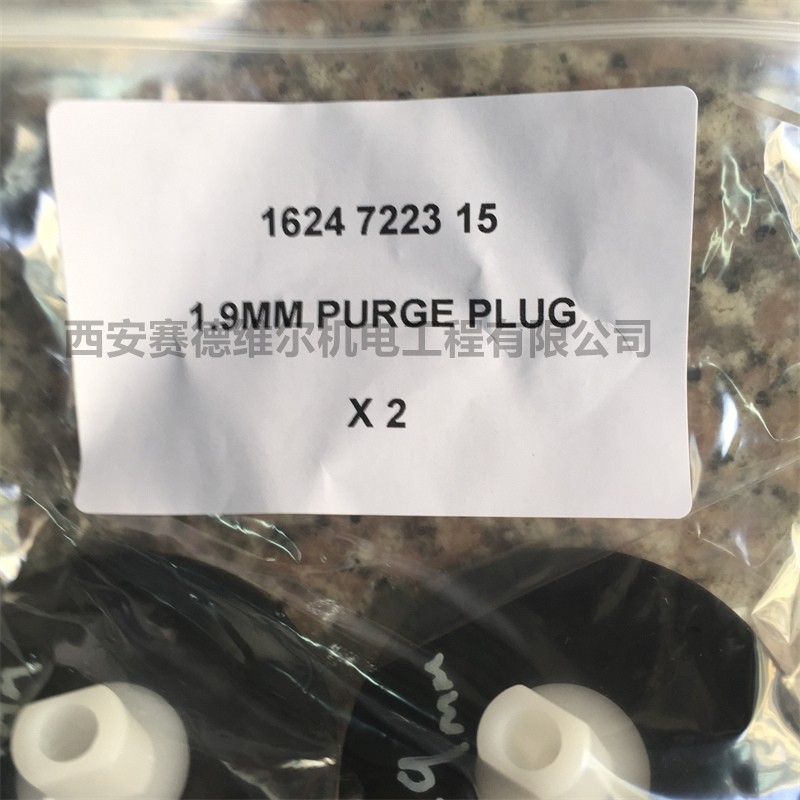 1624 7223 15
1.9MM PURGE PLUG
西安赛德维尔机电工程有限公司
X 2